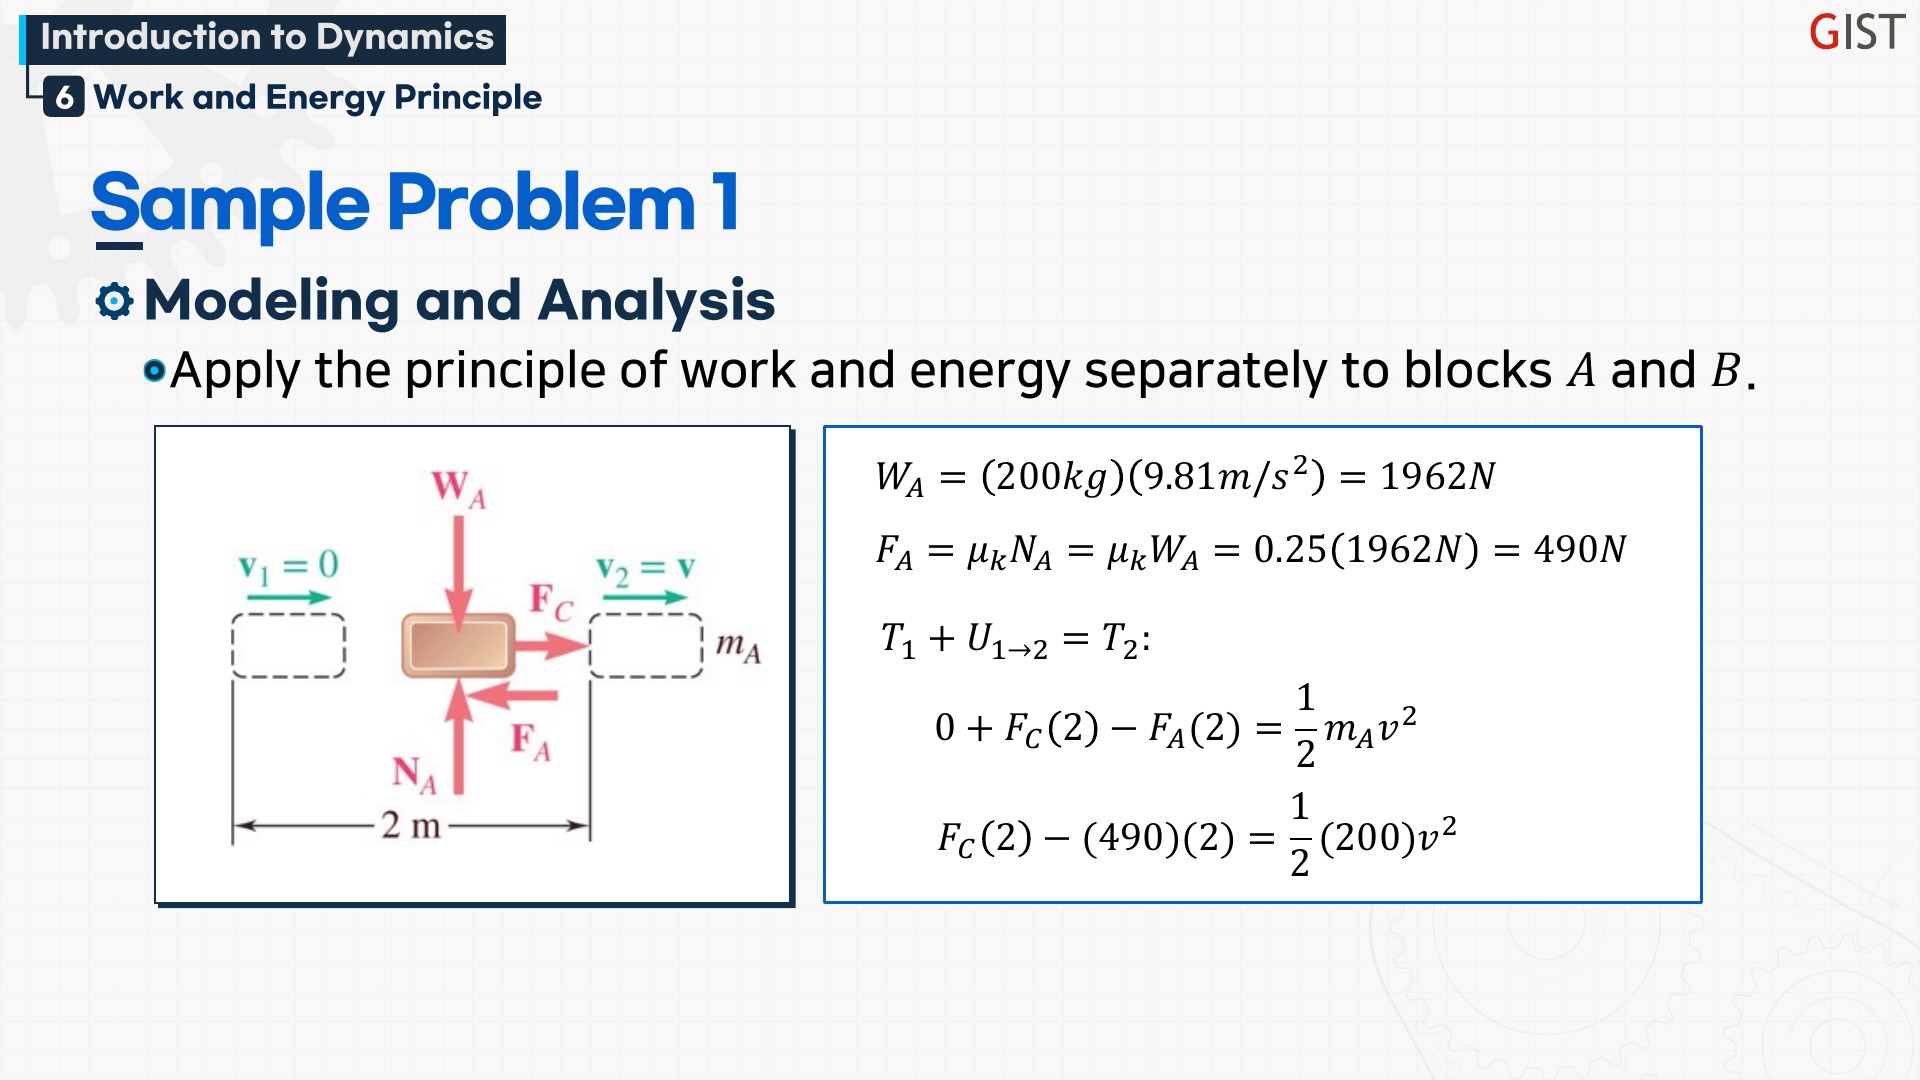 Introduction to Dynamics
GIST
6 Work and Energy Principle
Sample Problem 1
Modeling and Analysis
Apply the principle of work and energy separately to blocks A and B.
W_A
v_1 = 0
v_2 = v
F_C
m_A
F_A
N_A
2 m
W_A = (200kg)(9.81m/s^2) = 1962N
F_A = μ_k N_A = μ_k W_A = 0.25(1962N) = 490N
T_1 + U_{1→2} = T_2:
0 + F_C(2) − F_A(2) = 1/2 m_A v^2
F_C(2) − (490)(2) = 1/2 (200)v^2